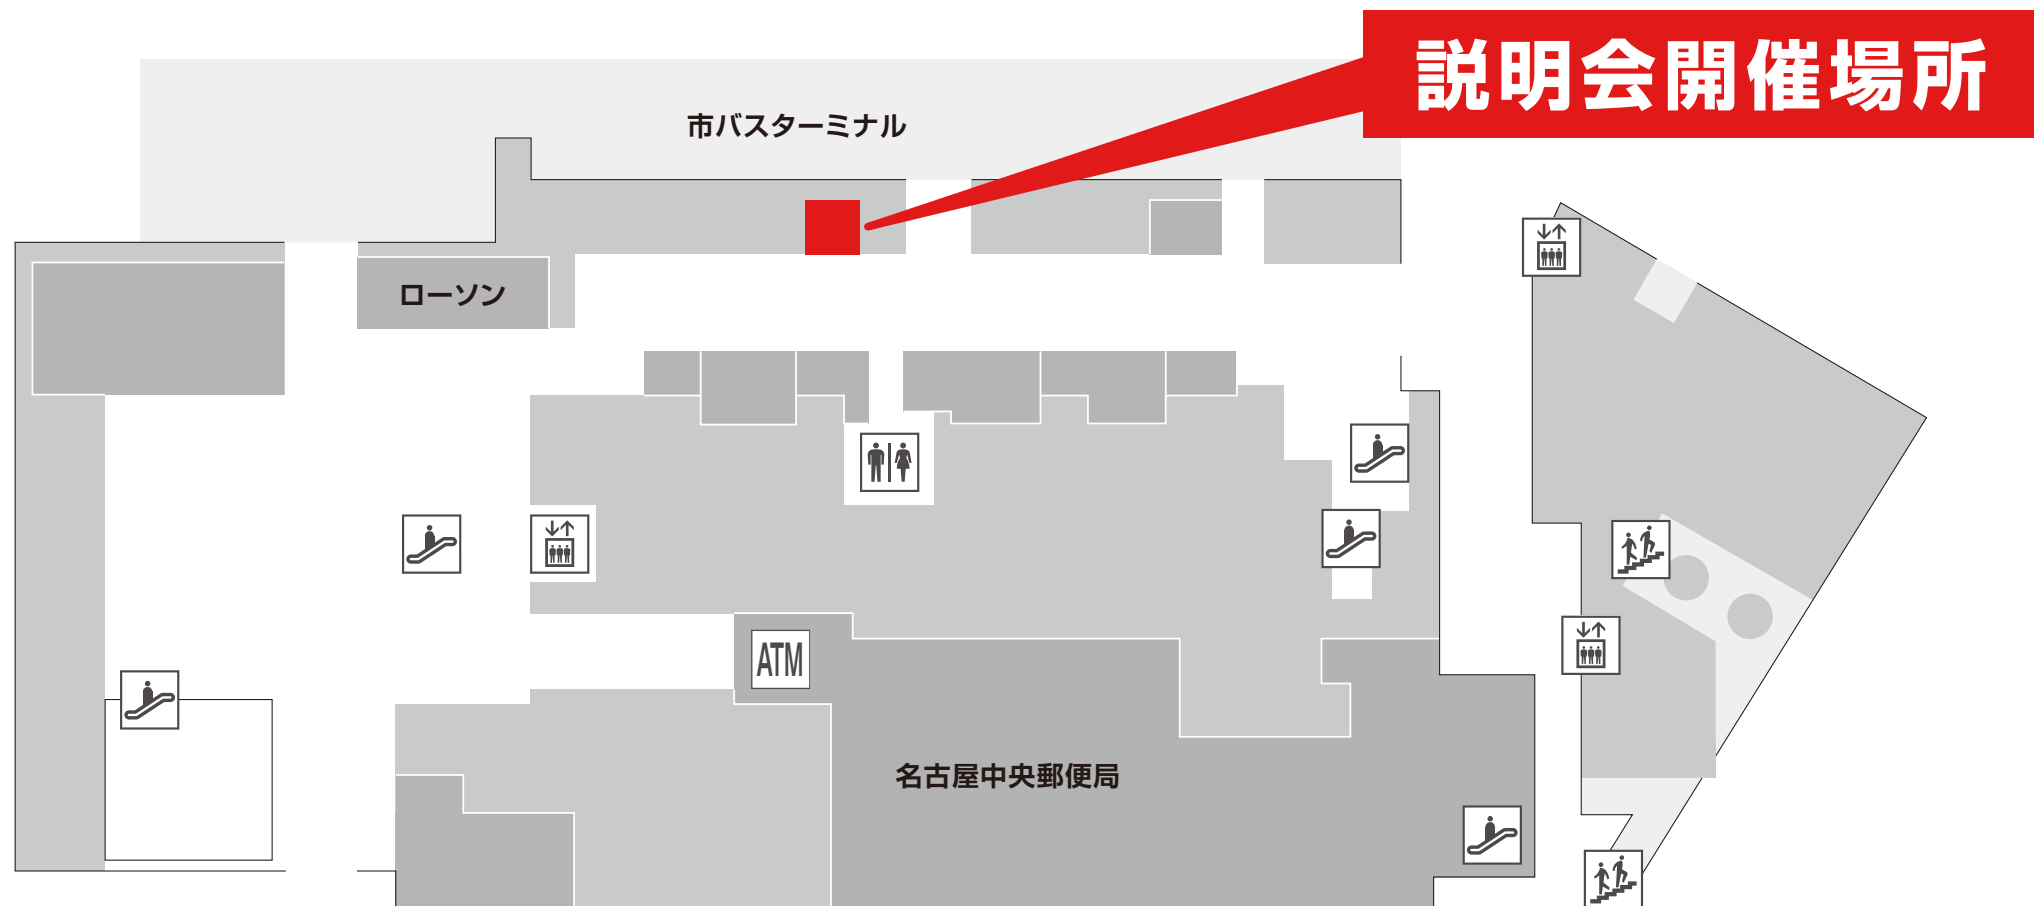 説明会開催場所
市バスターミナル
ローソン
ATM
名古屋中央郵便局